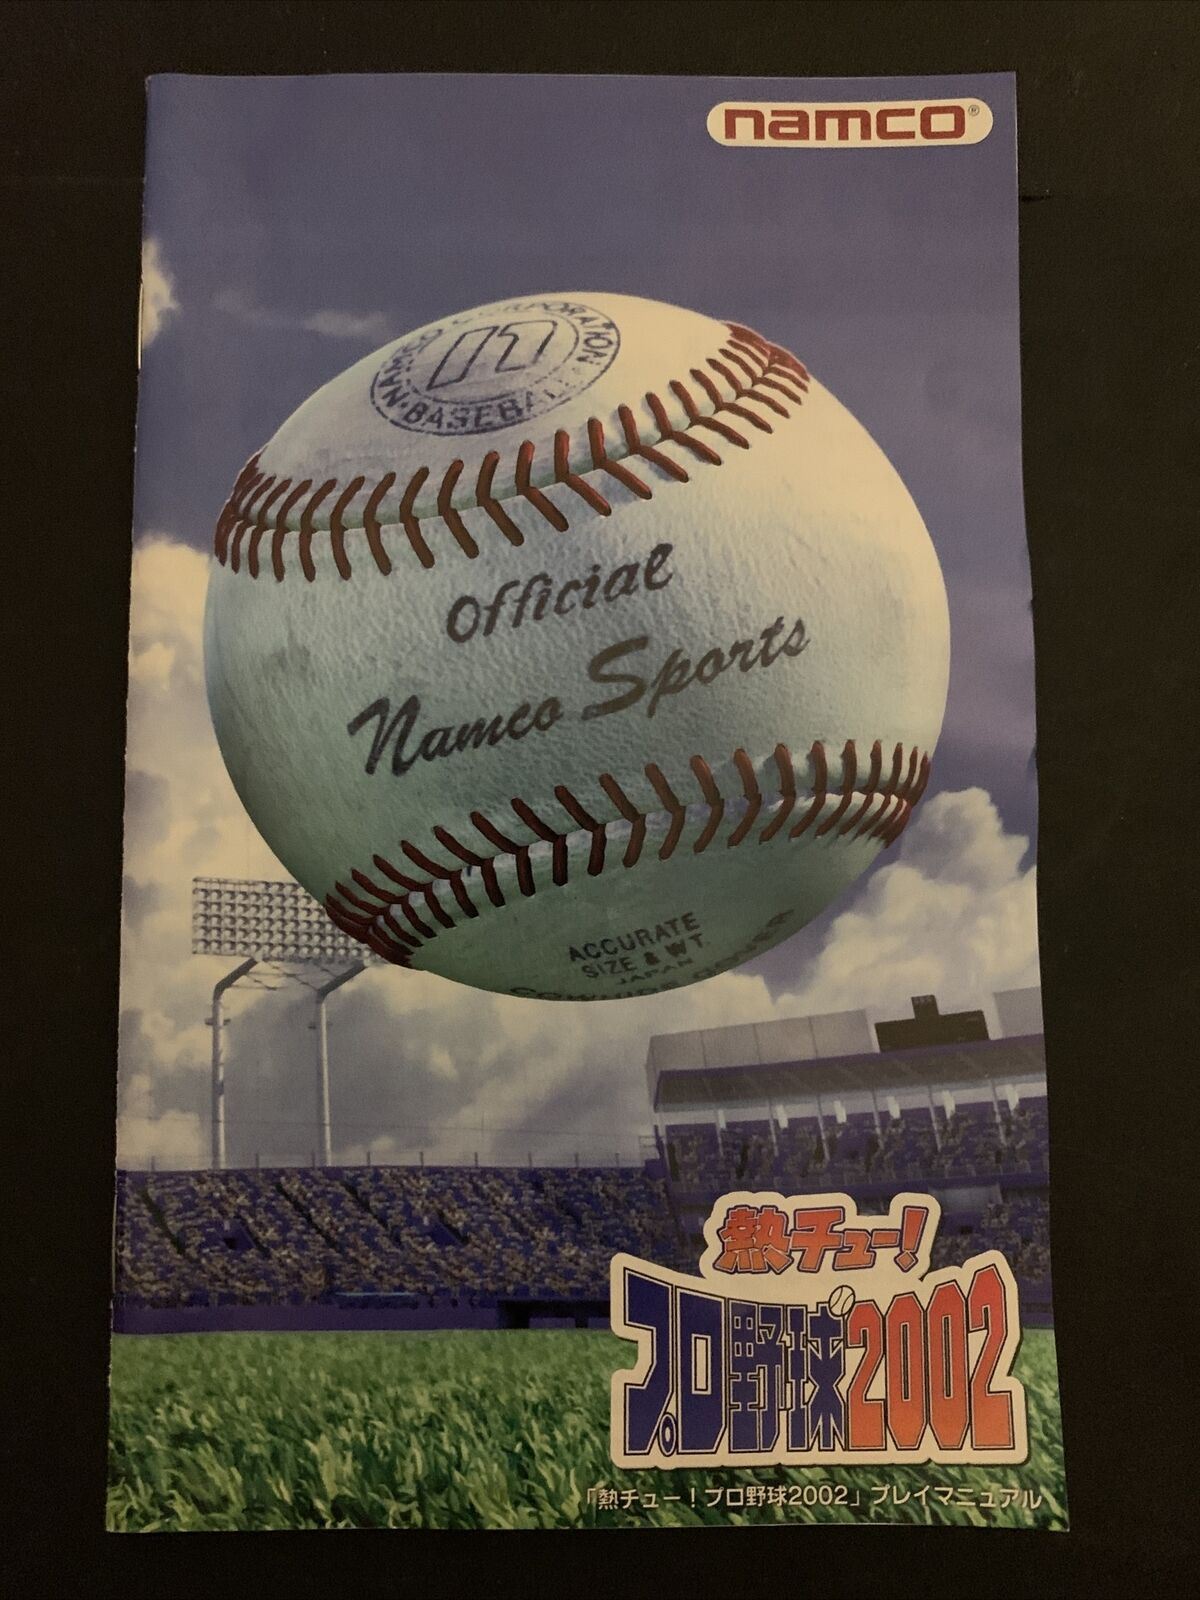 namco®
NAMCO CORPORATION
n
BASEBALL
Official
Namco Sports
ACCURATE
SIZE & WT.
JAPAN
COWHIDE COVER
熱チュー!
プロ野球2002
「熱チュー!プロ野球2002」プレイマニュアル